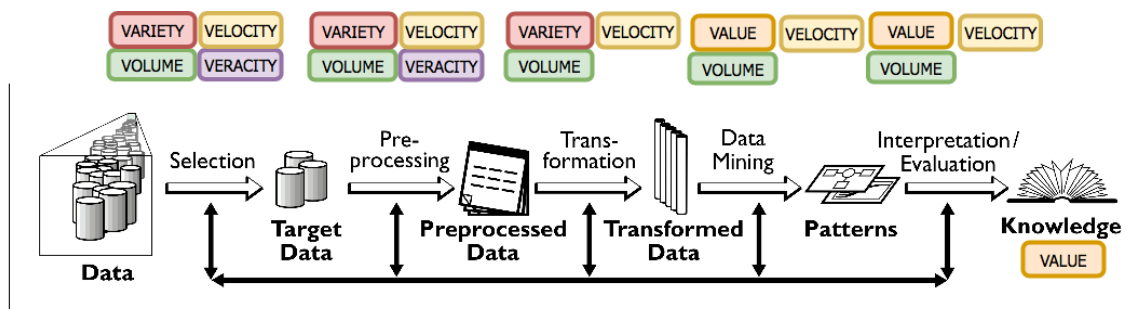 VARIETY VELOCITY VARIETY VELOCITY VARIETY VELOCITY VALUE VELOCITY VALUE VELOCITY
VOLUME VERACITY VOLUME VERACITY VOLUME VOLUME VOLUME
Selection
Pre-
processing
Trans-
formation
Data
Mining
Interpretation/
Evaluation
Data
Target
Data
Preprocessed
Data
Transformed
Data
Patterns
Knowledge
VALUE